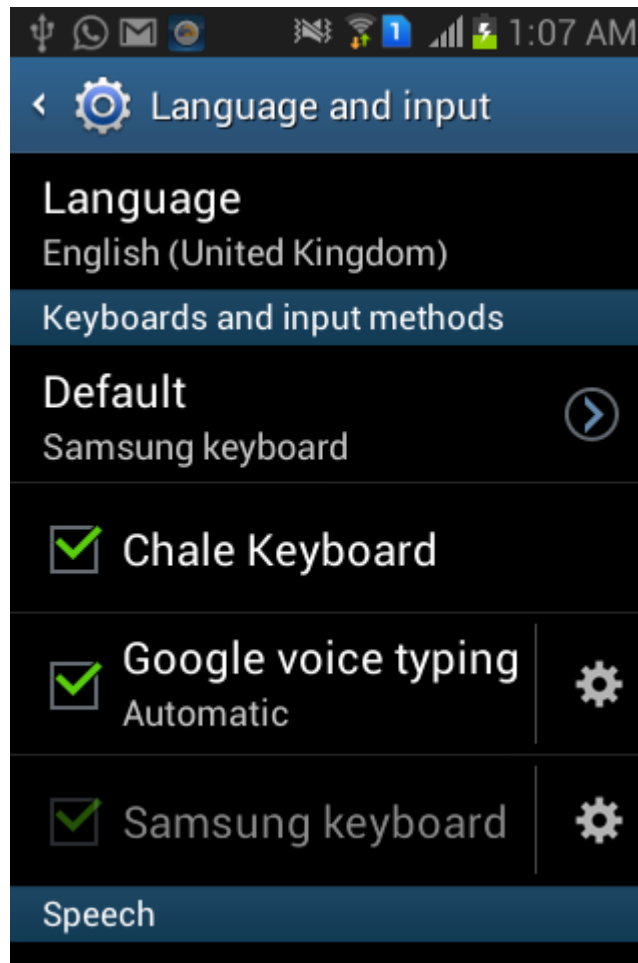 1 1:07 AM
Language and input
Language
English (United Kingdom)
Keyboards and input methods
Default
Samsung keyboard
Chale Keyboard
Google voice typing
Automatic
Samsung keyboard
Speech